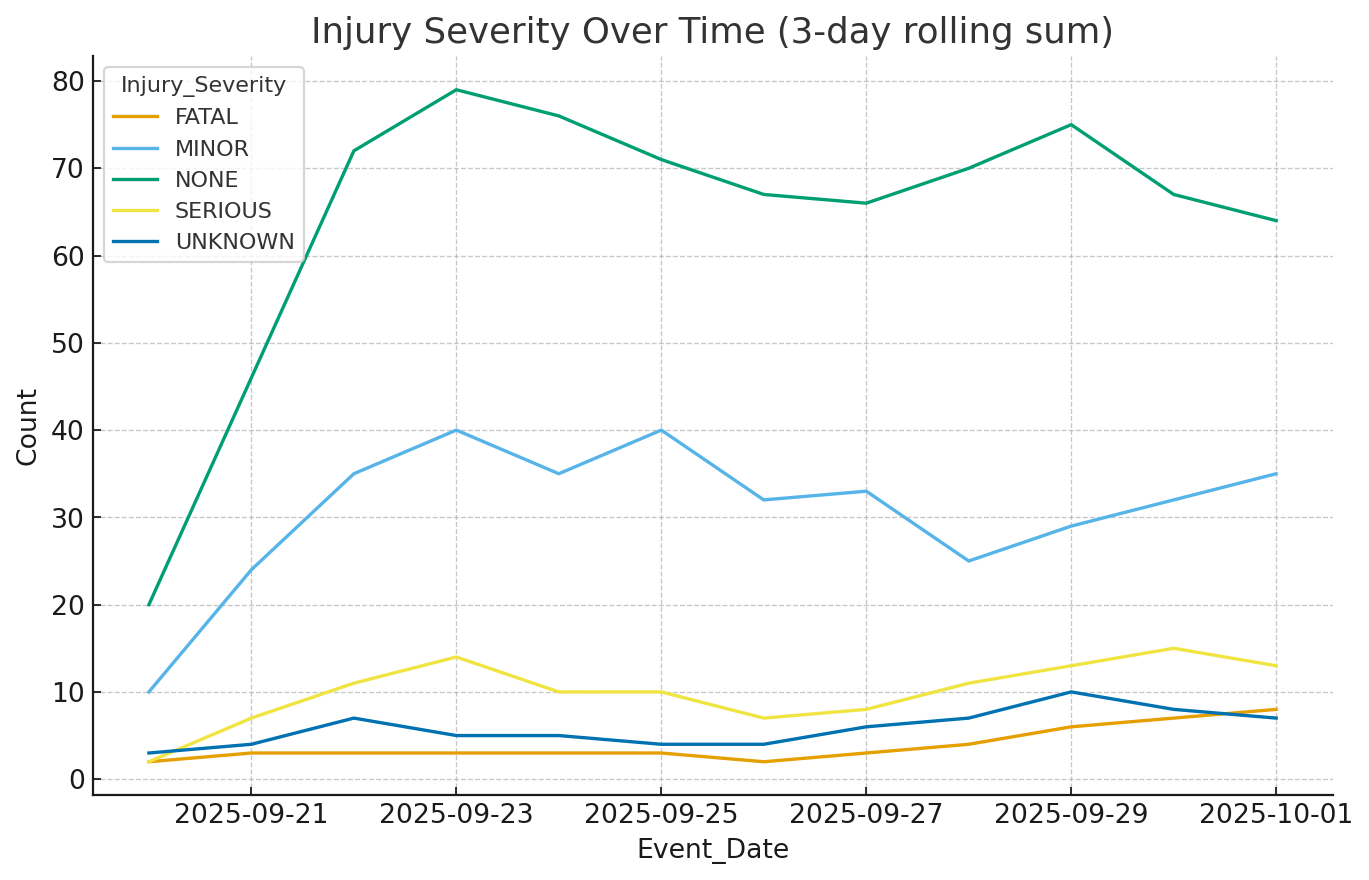 Injury Severity Over Time (3-day rolling sum)
Injury_Severity
FATAL
MINOR
NONE
SERIOUS
UNKNOWN
80
70
60
50
40
30
20
10
0
Count
2025-09-21 2025-09-23 2025-09-25 2025-09-27 2025-09-29 2025-10-01
Event_Date